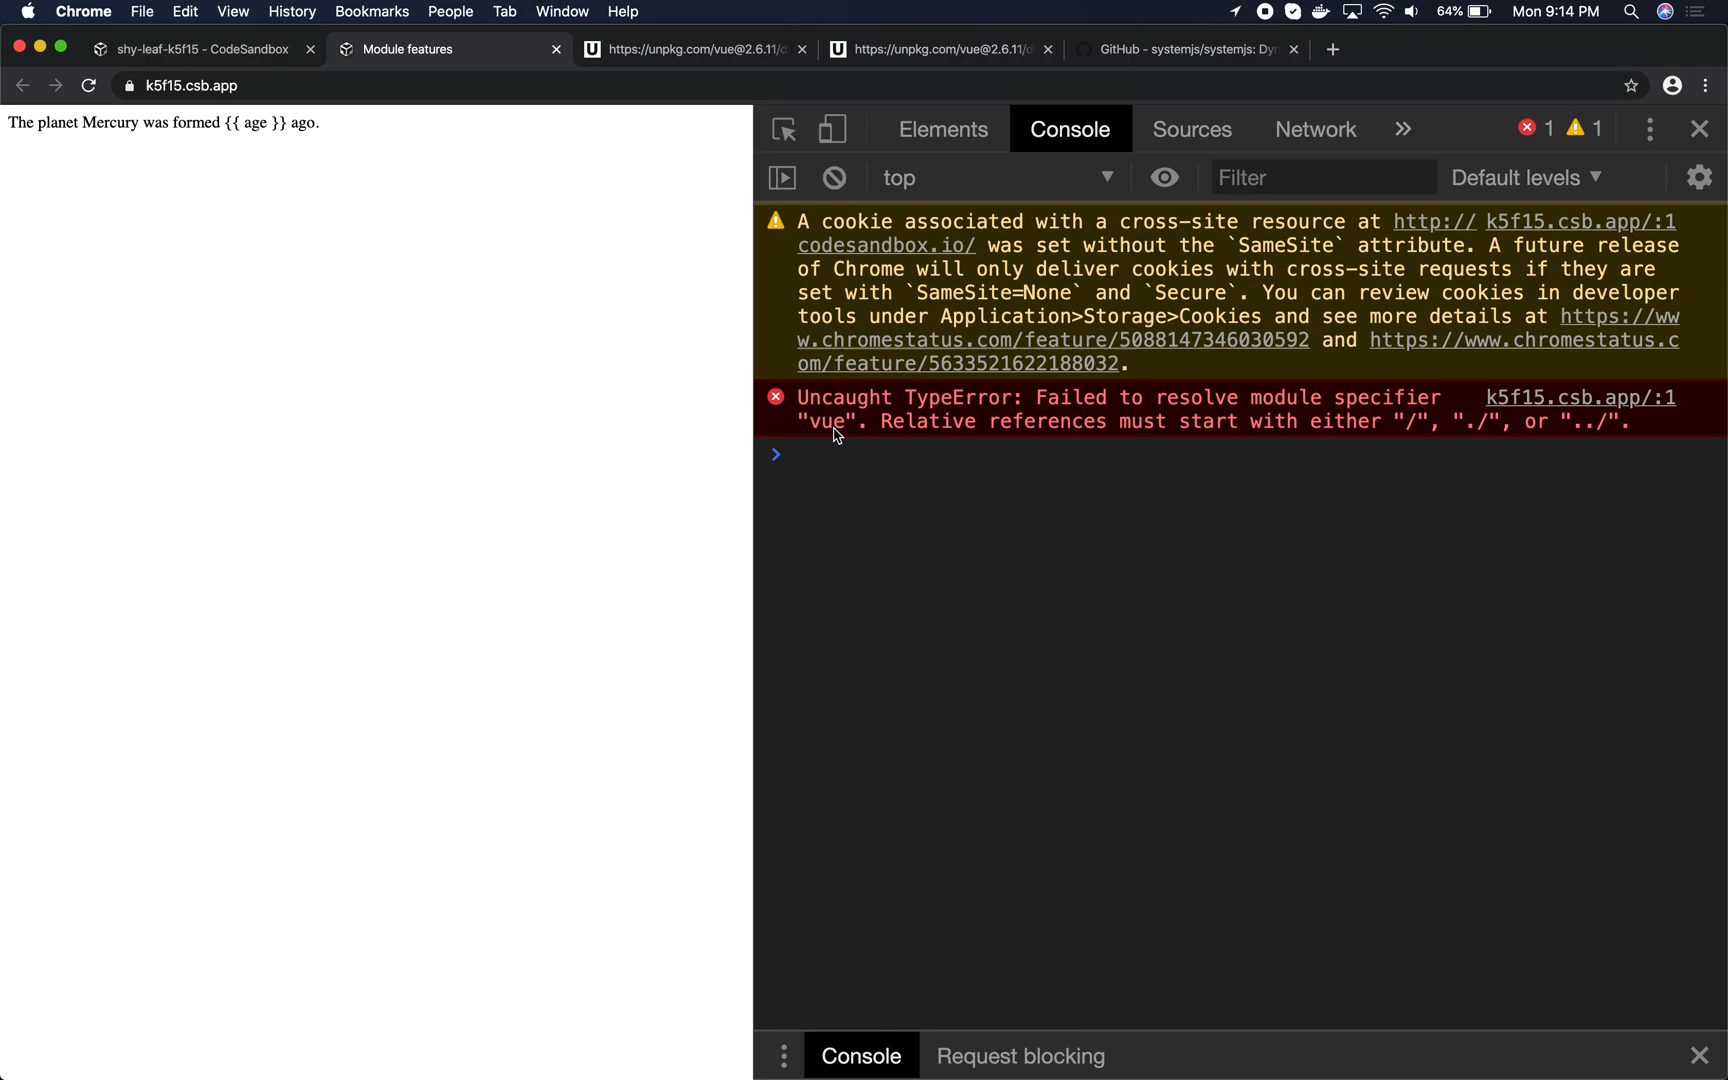 Chrome File Edit View History Bookmarks People Tab Window Help 64% Mon 9:14 PM
shy-leaf-k5f15 - CodeSandbox Module features https://unpkg.com/vue@2.6.11/d https://unpkg.com/vue@2.6.11/d GitHub - systemjs/systemjs: Dyn
k5f15.csb.app
The planet Mercury was formed {{ age }} ago.
Elements Console Sources Network 1 1
top Filter Default levels
A cookie associated with a cross-site resource at http:// k5f15.csb.app/:1
codesandbox.io/ was set without the `SameSite` attribute. A future release
of Chrome will only deliver cookies with cross-site requests if they are
set with `SameSite=None` and `Secure`. You can review cookies in developer
tools under Application>Storage>Cookies and see more details at https://ww
w.chromestatus.com/feature/5088147346030592 and https://www.chromestatus.c
om/feature/5633521622188032.
Uncaught TypeError: Failed to resolve module specifier k5f15.csb.app/:1
"vue". Relative references must start with either "/", "./", or "../".
Console Request blocking